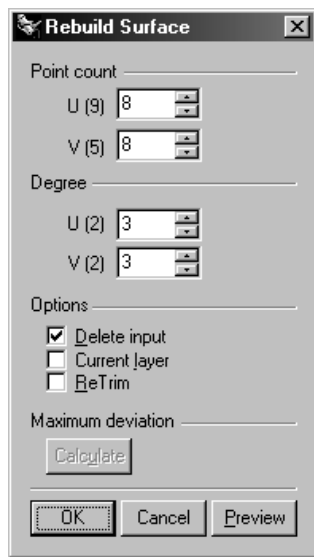 Rebuild Surface
Point count
U (9) 8
V (5) 8
Degree
U (2) 3
V (2) 3
Options
Delete input
Current layer
ReTrim
Maximum deviation
Calculate
OK Cancel Preview